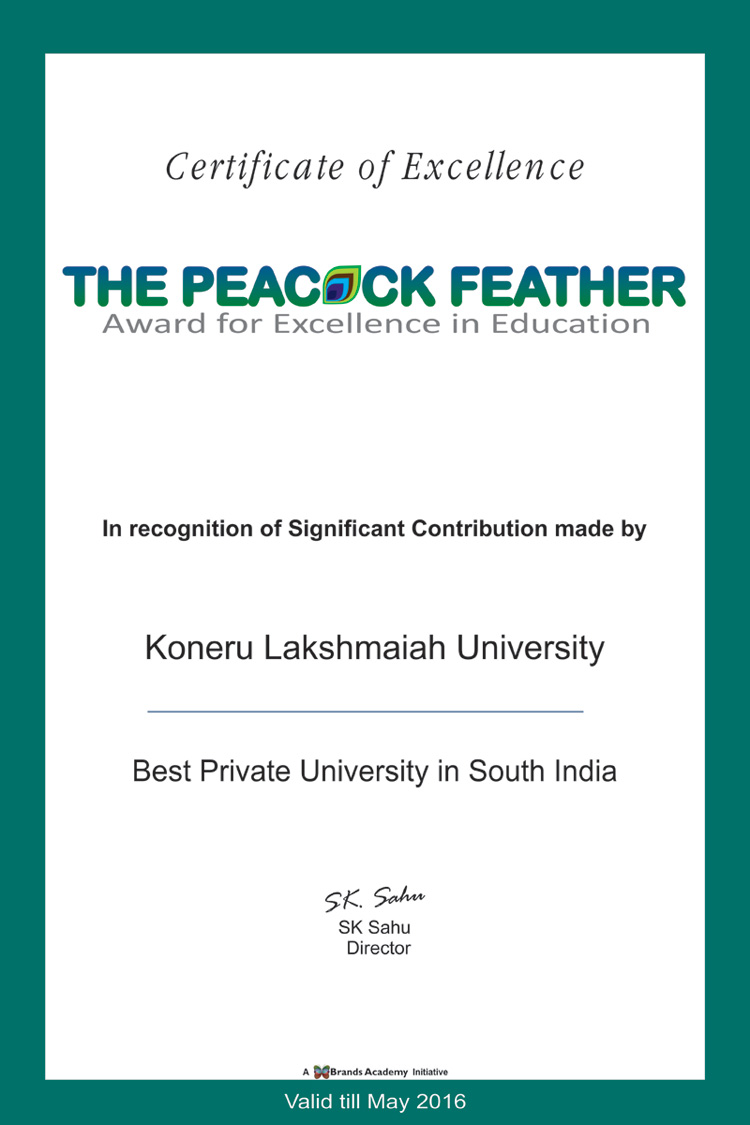 Certificate of Excellence
THE PEACOCK FEATHER
Award for Excellence in Education
In recognition of Significant Contribution made by
Koneru Lakshmaiah University
Best Private University in South India
SK. Sahu
SK Sahu
Director
A Brands Academy Initiative
Valid till May 2016